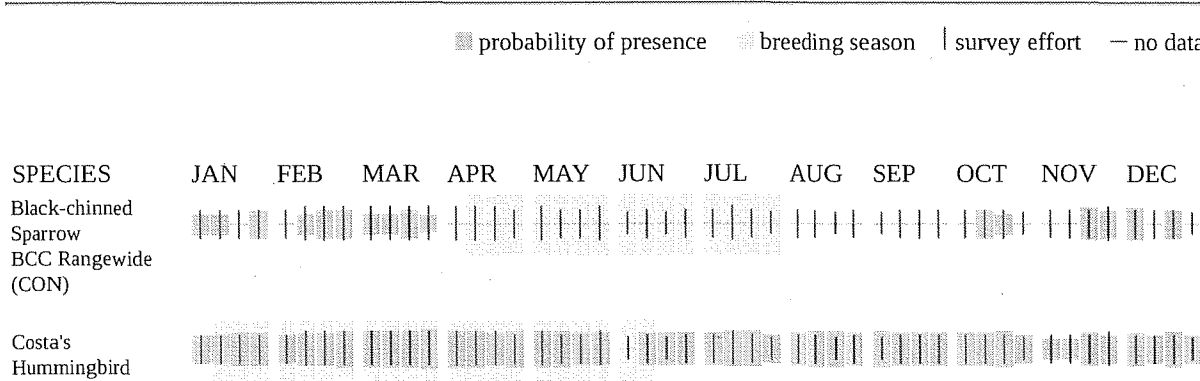 probability of presence breeding season survey effort no data
SPECIES JAN FEB MAR APR MAY JUN JUL AUG SEP OCT NOV DEC
Black-chinned
Sparrow
BCC Rangewide
(CON)
Costa's
Hummingbird